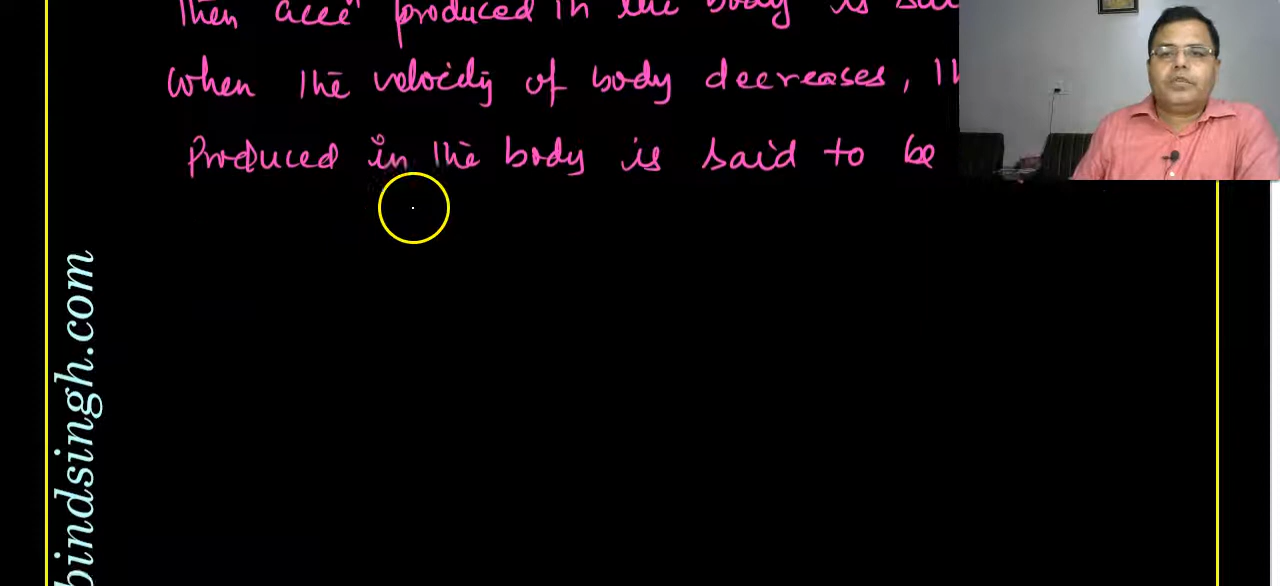 Then accⁿ produced in the body is
When the velocity of body decreases,
Produced in the body is said to be
bindsingh.com